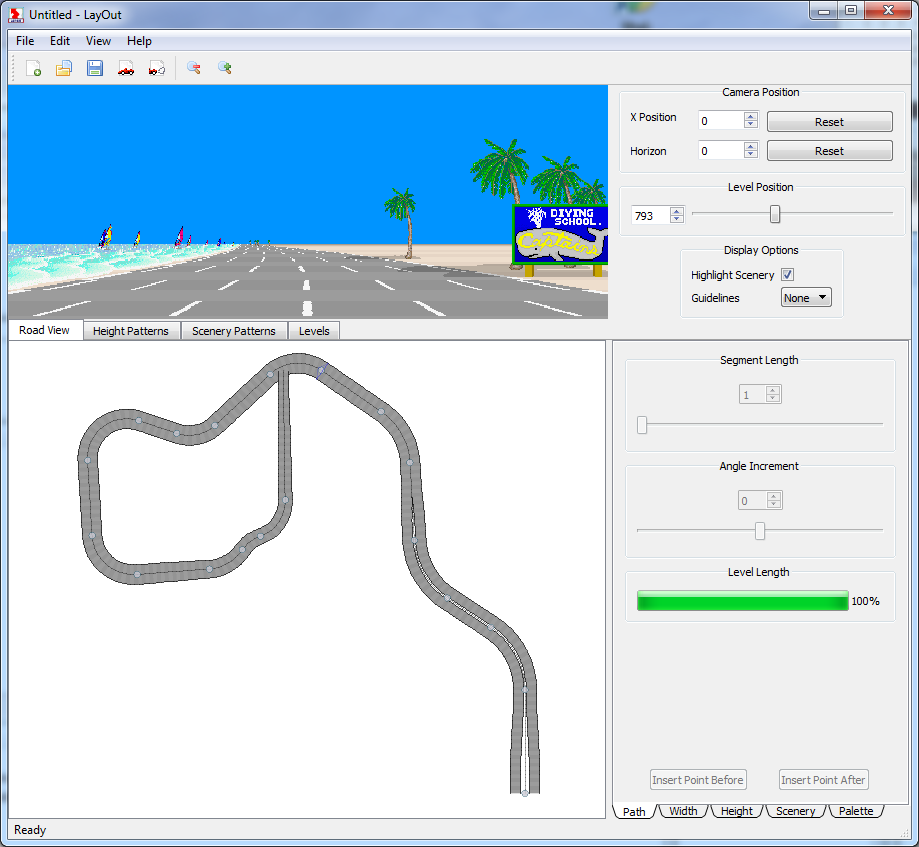 Untitled - LayOut
File Edit View Help
Camera Position
X Position 0 Reset
Horizon 0 Reset
Level Position
793
DIVING
SCHOOL.
Display Options
Highlight Scenery
Guidelines None
Road View Height Patterns Scenery Patterns Levels
Segment Length
1
Angle Increment
0
Level Length
100%
Insert Point Before Insert Point After
Path Width Height Scenery Palette
Ready